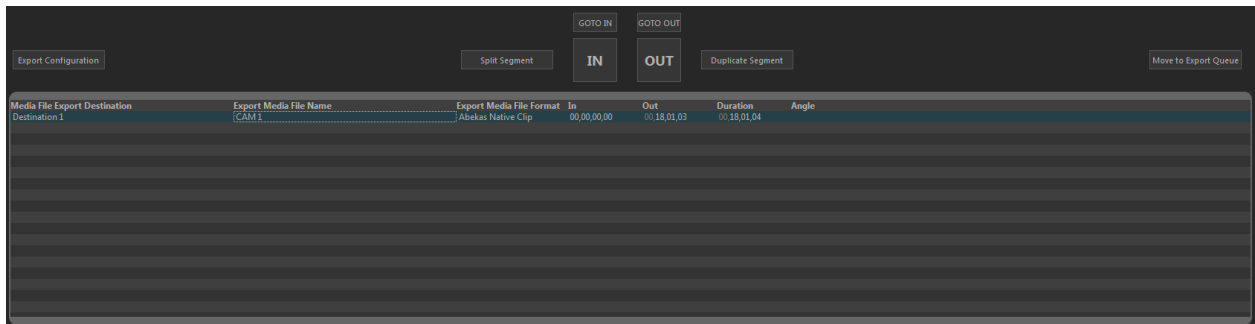 GOTO IN GOTO OUT
Export Configuration Split Segment IN OUT Duplicate Segment Move to Export Queue
Media File Export Destination Export Media File Name Export Media File Format In Out Duration Angle
Destination 1 CAM 1 Abekas Native Clip 00,00,00,00 00,18,01,03 00,18,01,04